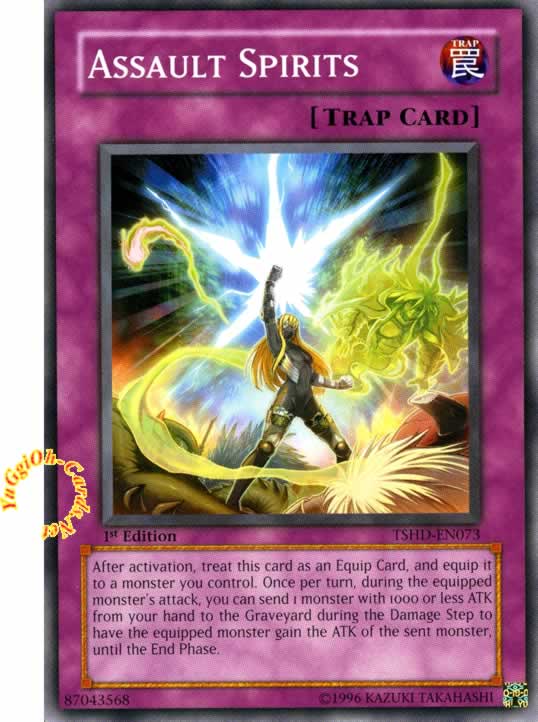 ASSAULT SPIRITS
TRAP
罠
[TRAP CARD]
YuGgiOh-Cards.Net
1st Edition
TSHD-EN073
After activation, treat this card as an Equip Card, and equip it
to a monster you control. Once per turn, during the equipped
monster's attack, you can send 1 monster with 1000 or less ATK
from your hand to the Graveyard during the Damage Step to
have the equipped monster gain the ATK of the sent monster,
until the End Phase.
87043568
©1996 KAZUKI TAKAHASHI